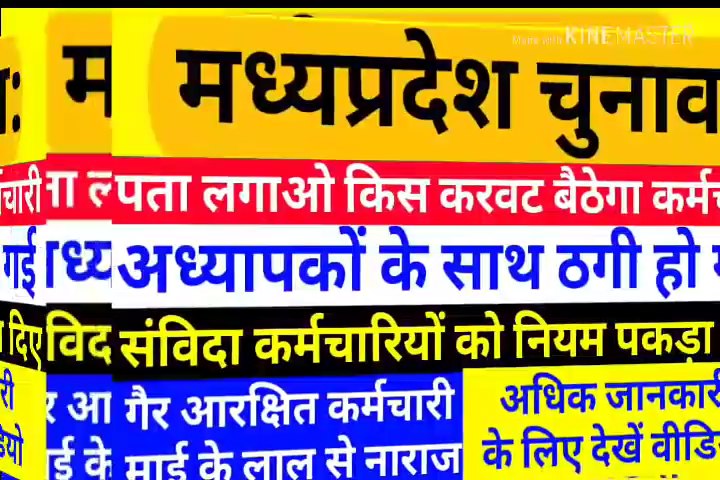 Made with KINEMASTER
मध्यप्रदेश चुनाव
पता लगाओ किस करवट बैठेगा कर्मच
अध्यापकों के साथ ठगी हो
संविदा कर्मचारियों को नियम पकड़ा
गैर आरक्षित कर्मचारी
माई के लाल से नाराज
अधिक जानकारी
के लिए देखें वीडि